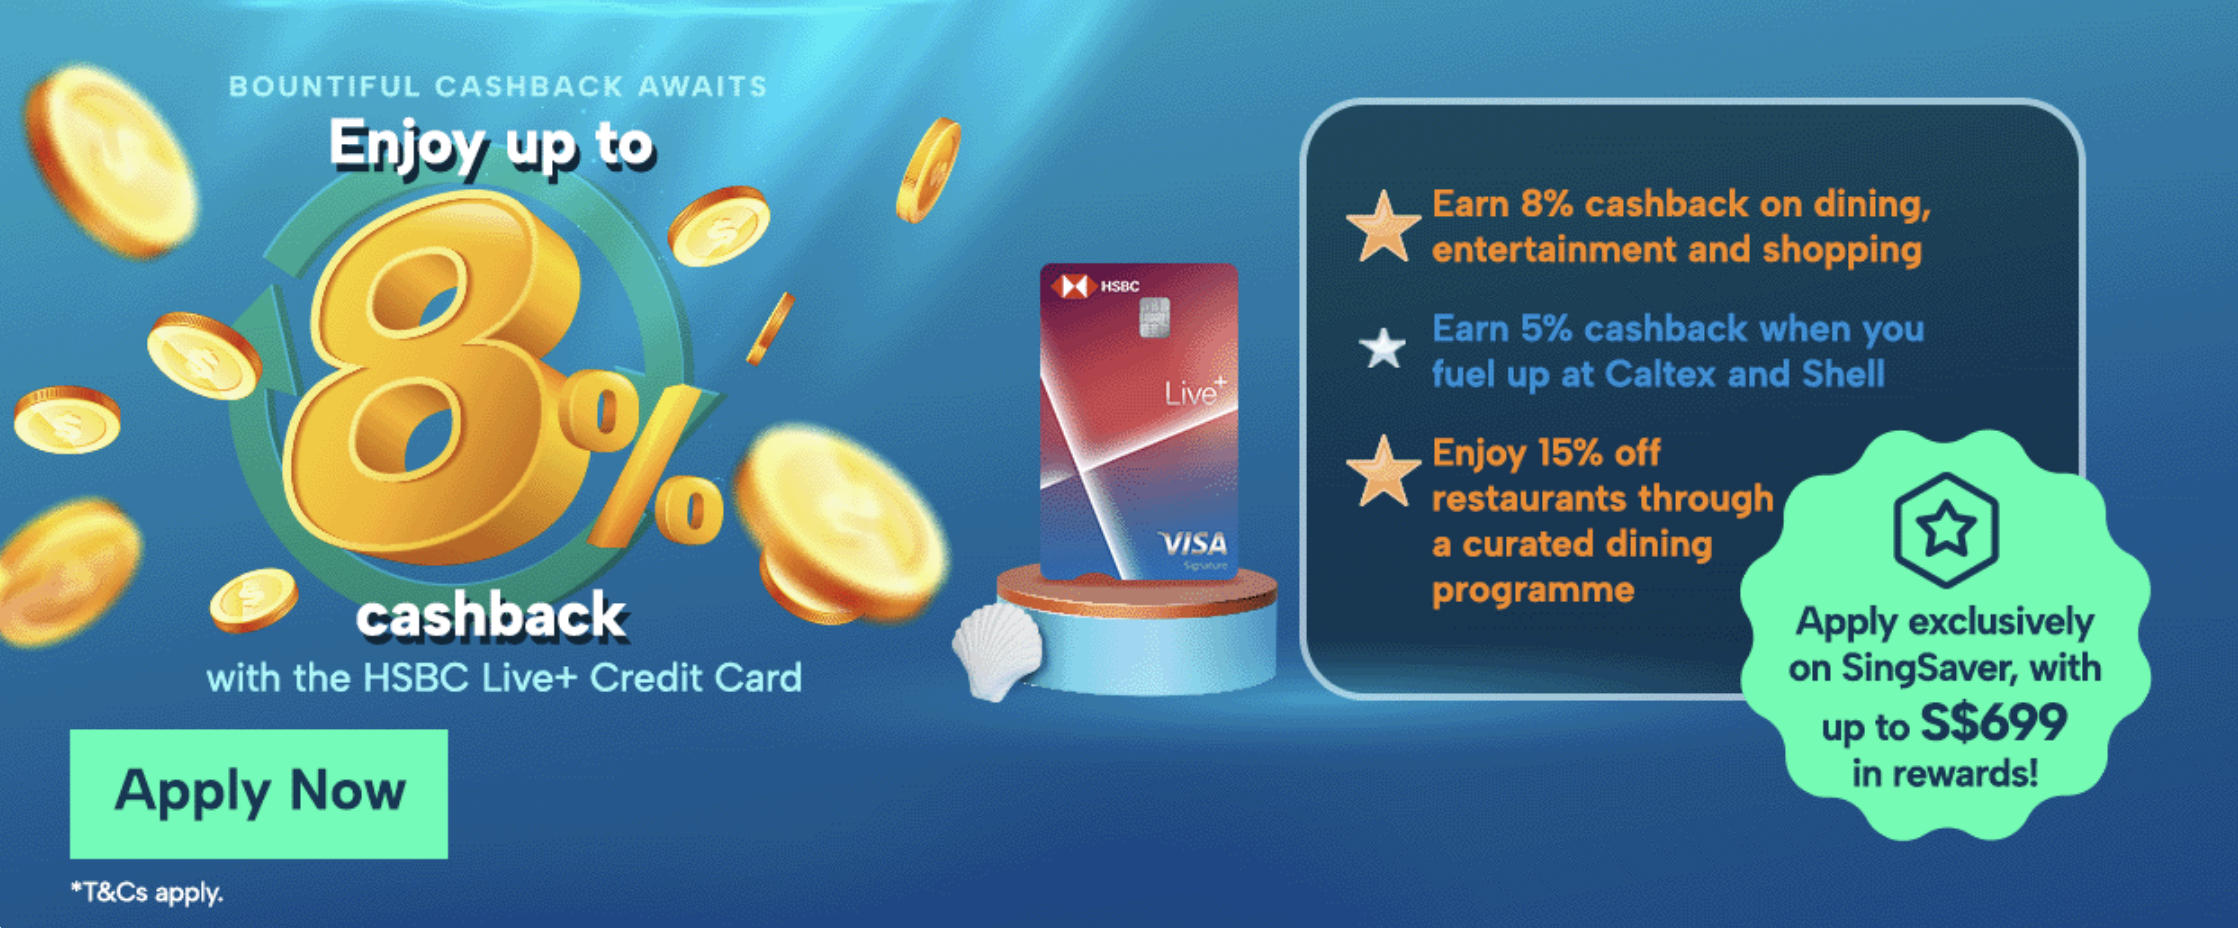 BOUNTIFUL CASHBACK AWAITS
Enjoy up to
8%
cashback
with the HSBC Live+ Credit Card
Apply Now
*T&Cs apply.
HSBC
Live+
VISA
Signature
Earn 8% cashback on dining,
entertainment and shopping
Earn 5% cashback when you
fuel up at Caltex and Shell
Enjoy 15% off
restaurants through
a curated dining
programme
Apply exclusively
on SingSaver, with
up to S$699
in rewards!